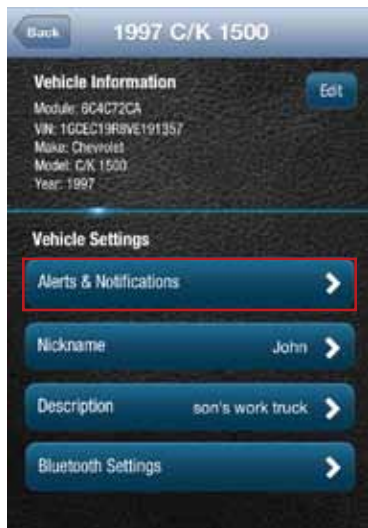 Back
1997 C/K 1500
Vehicle Information
Edit
Module: 6C4C72CA
VIN: 1GCEC19R8VE191357
Make: Chevrolet
Model: C/K 1500
Year: 1997
Vehicle Settings
Alerts & Notifications
Nickname John
Description son's work truck
Bluetooth Settings